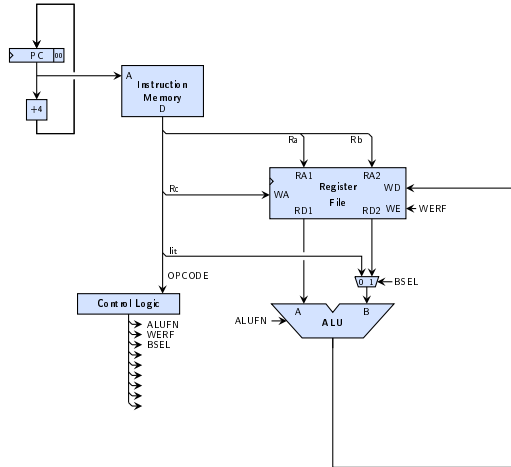 PC 00
+4
A
Instruction
Memory
D
Ra
Rb
RA1
RA2
Rc
WA
Register
File
WD
WE
WERF
RD1
RD2
lit
OPCODE
0 1
BSEL
Control Logic
ALUFN
WERF
BSEL
ALUFN
A
B
ALU